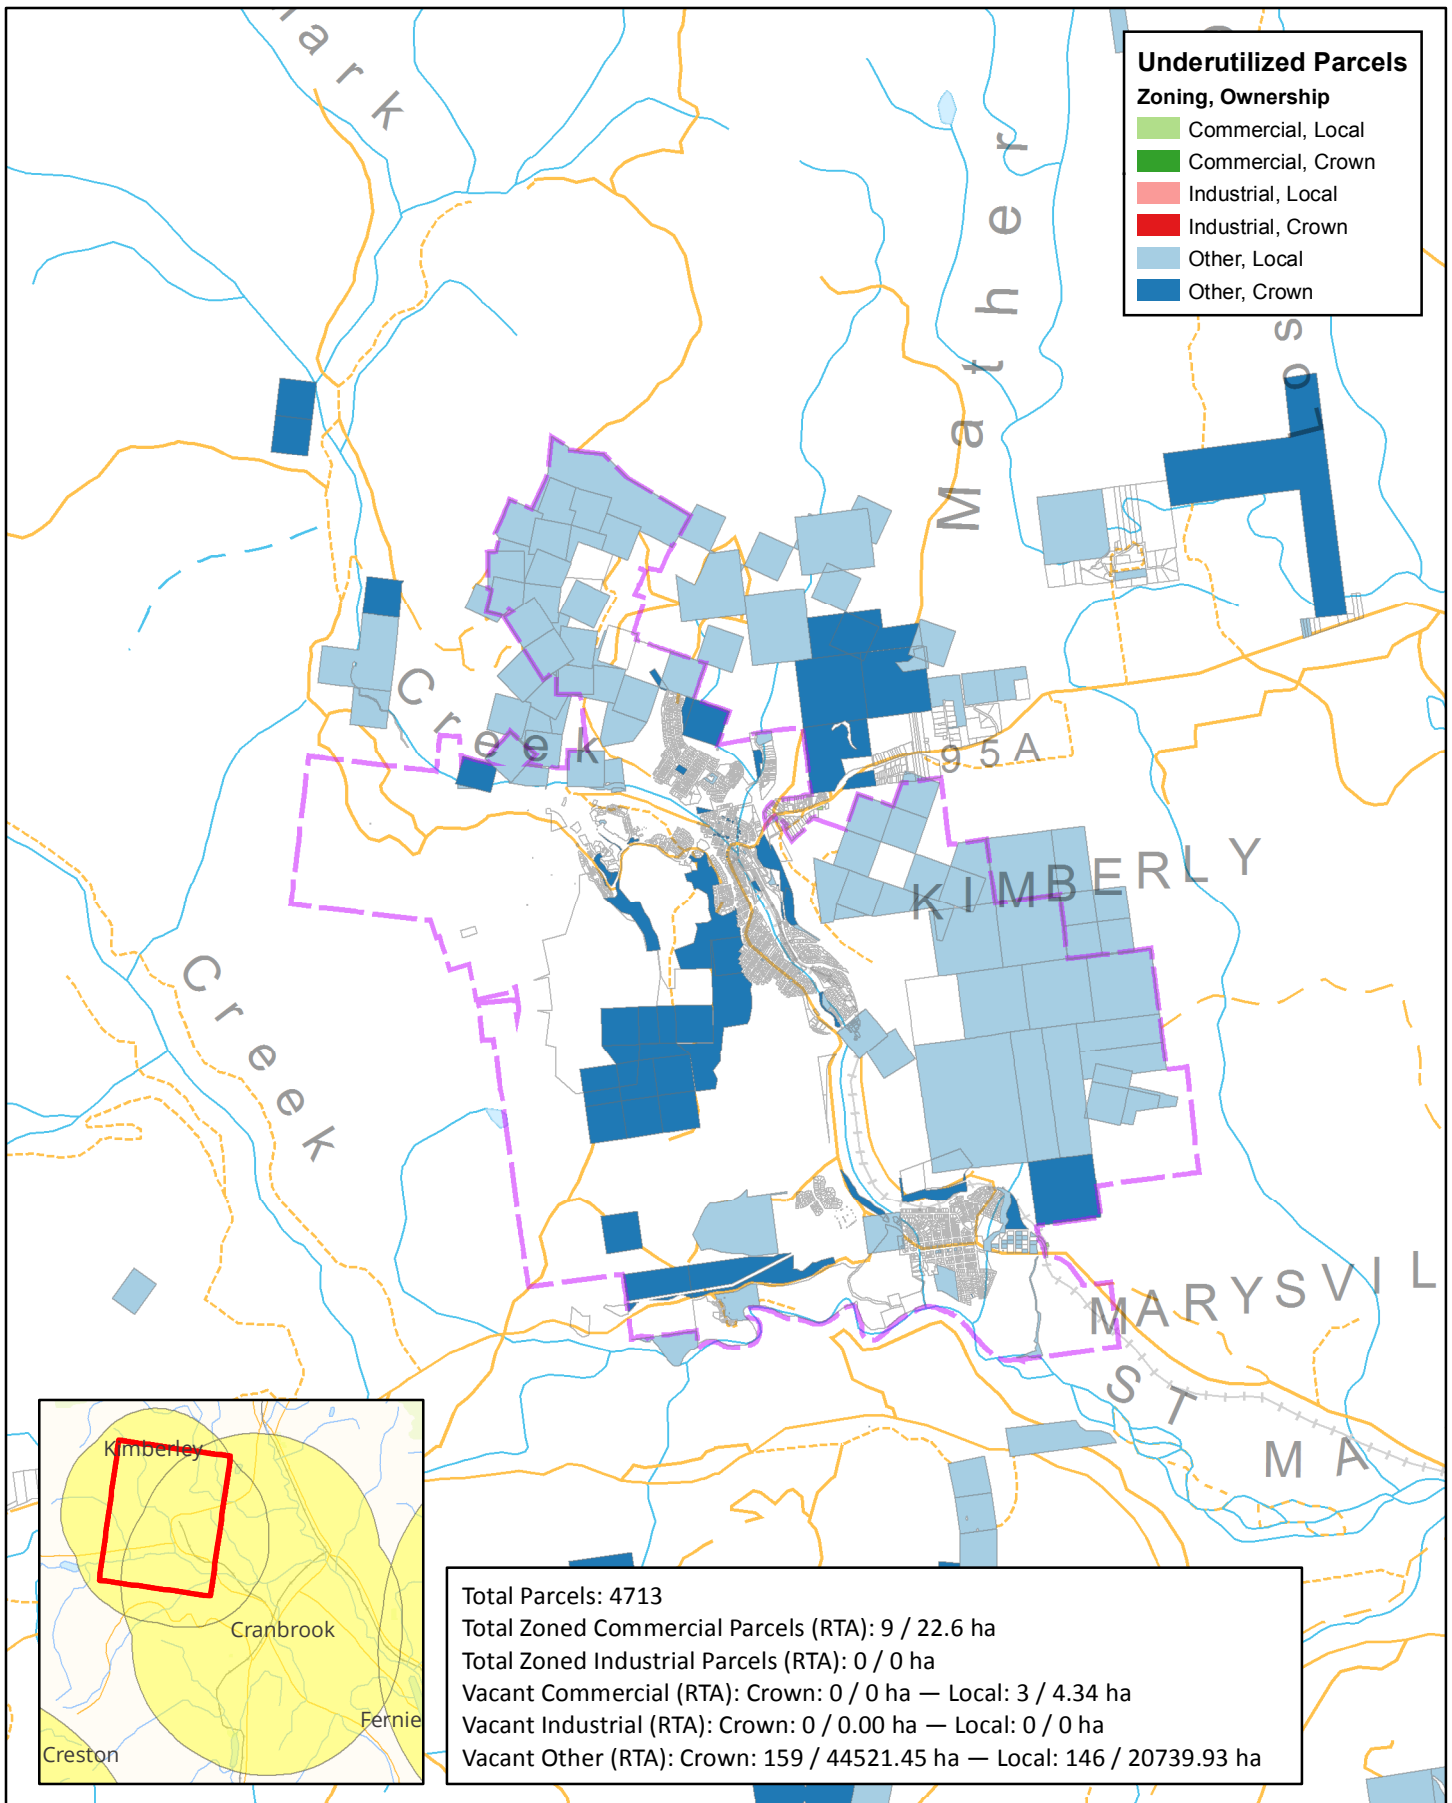 Mark
Creek
Mather
Underutilized Parcels
Zoning, Ownership
Commercial, Local
Commercial, Crown
Industrial, Local
Industrial, Crown
Other, Local
Other, Crown
Los
95A
KIMBERLY
Creek
MARYSVIL
ST
MA
Kimberley
Cranbrook
Fernie
Creston
Total Parcels: 4713
Total Zoned Commercial Parcels (RTA): 9 / 22.6 ha
Total Zoned Industrial Parcels (RTA): 0 / 0 ha
Vacant Commercial (RTA): Crown: 0 / 0 ha — Local: 3 / 4.34 ha
Vacant Industrial (RTA): Crown: 0 / 0.00 ha — Local: 0 / 0 ha
Vacant Other (RTA): Crown: 159 / 44521.45 ha — Local: 146 / 20739.93 ha